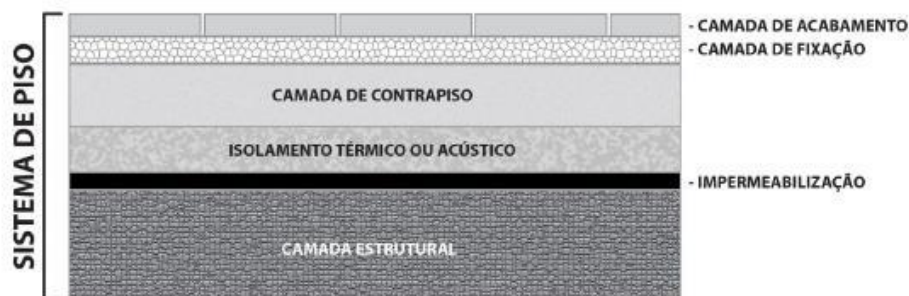 SISTEMA DE PISO
- CAMADA DE ACABAMENTO
- CAMADA DE FIXAÇÃO
CAMADA DE CONTRAPISO
ISOLAMENTO TÉRMICO OU ACÚSTICO
- IMPERMEABILIZAÇÃO
CAMADA ESTRUTURAL